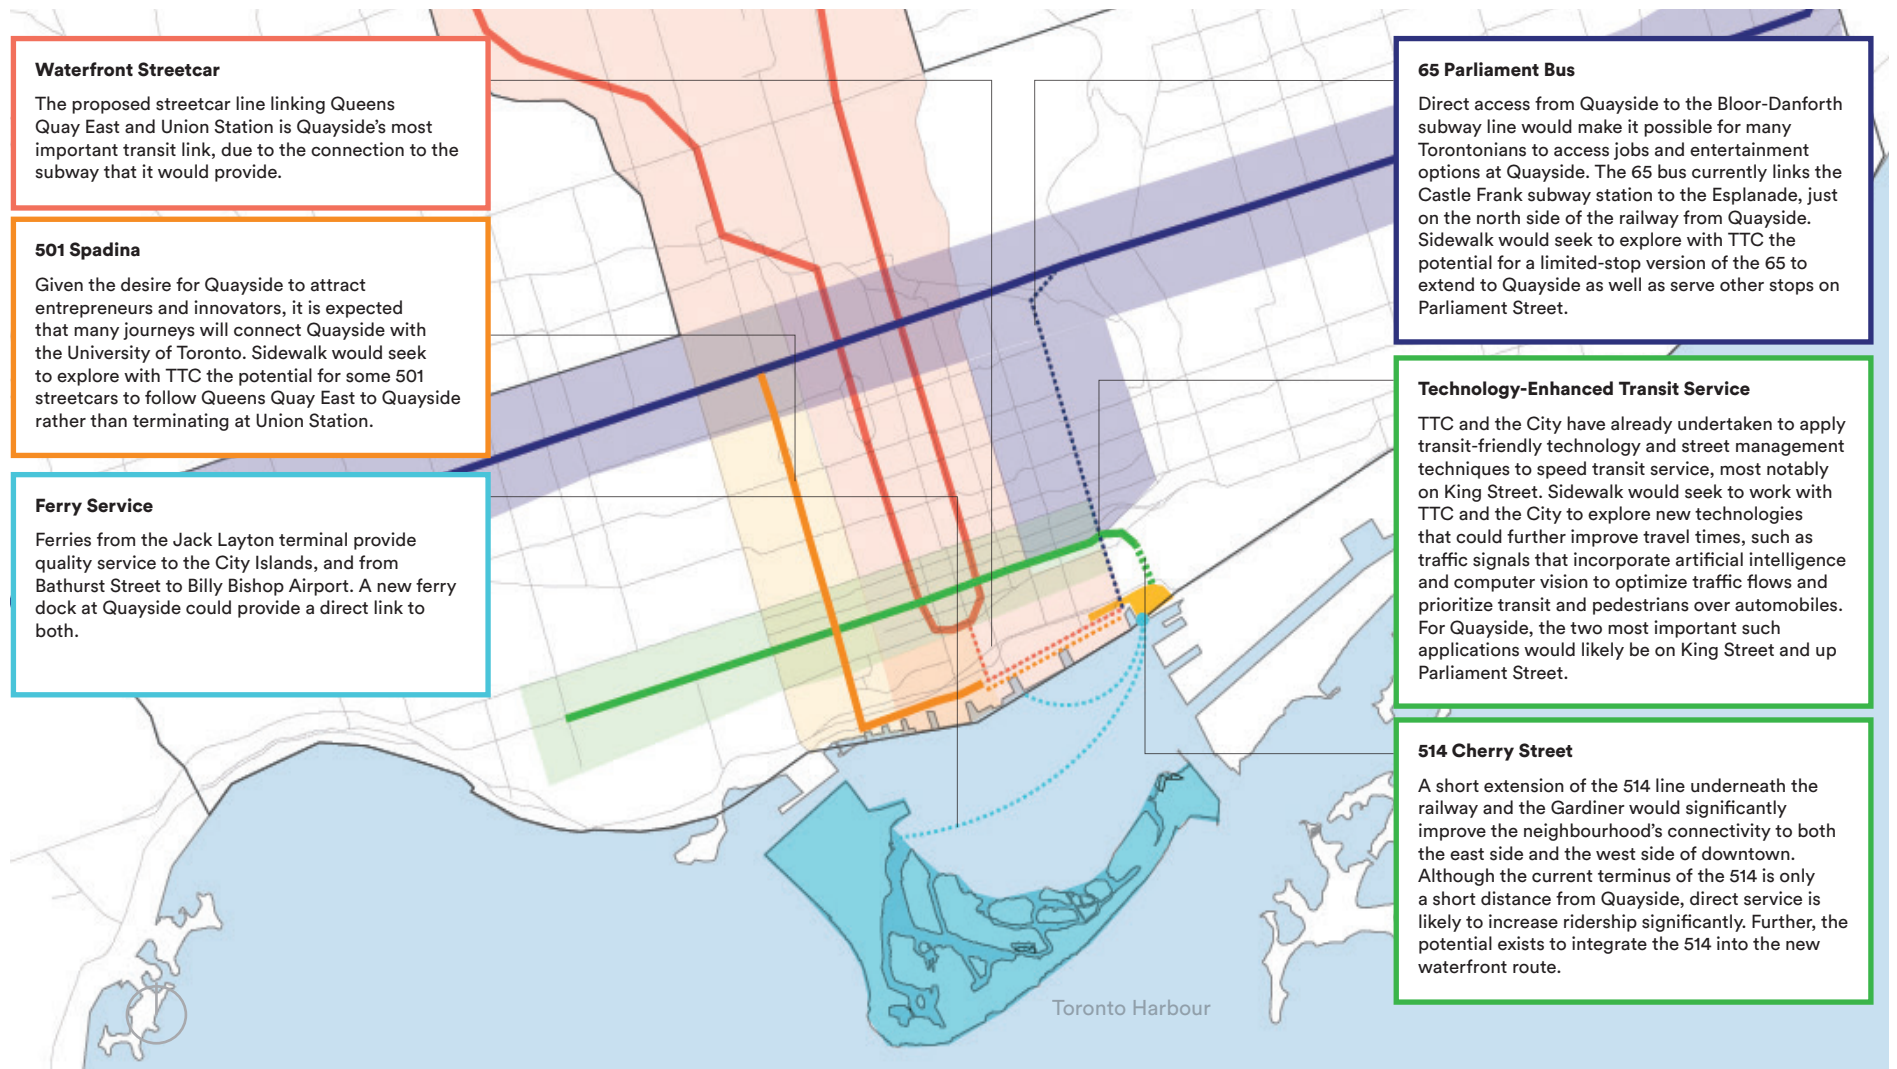 Waterfront Streetcar
The proposed streetcar line linking Queens
Quay East and Union Station is Quayside’s most
important transit link, due to the connection to the
subway that it would provide.
501 Spadina
Given the desire for Quayside to attract
entrepreneurs and innovators, it is expected
that many journeys will connect Quayside with
the University of Toronto. Sidewalk would seek
to explore with TTC the potential for some 501
streetcars to follow Queens Quay East to Quayside
rather than terminating at Union Station.
Ferry Service
Ferries from the Jack Layton terminal provide
quality service to the City Islands, and from
Bathurst Street to Billy Bishop Airport. A new ferry
dock at Quayside could provide a direct link to
both.
65 Parliament Bus
Direct access from Quayside to the Bloor-Danforth
subway line would make it possible for many
Torontonians to access jobs and entertainment
options at Quayside. The 65 bus currently links the
Castle Frank subway station to the Esplanade, just
on the north side of the railway from Quayside.
Sidewalk would seek to explore with TTC the
potential for a limited-stop version of the 65 to
extend to Quayside as well as serve other stops on
Parliament Street.
Technology-Enhanced Transit Service
TTC and the City have already undertaken to apply
transit-friendly technology and street management
techniques to speed transit service, most notably
on King Street. Sidewalk would seek to work with
TTC and the City to explore new technologies
that could further improve travel times, such as
traffic signals that incorporate artificial intelligence
and computer vision to optimize traffic flows and
prioritize transit and pedestrians over automobiles.
For Quayside, the two most important such
applications would likely be on King Street and up
Parliament Street.
514 Cherry Street
A short extension of the 514 line underneath the
railway and the Gardiner would significantly
improve the neighbourhood’s connectivity to both
the east side and the west side of downtown.
Although the current terminus of the 514 is only
a short distance from Quayside, direct service is
likely to increase ridership significantly. Further, the
potential exists to integrate the 514 into the new
waterfront route.
Toronto Harbour